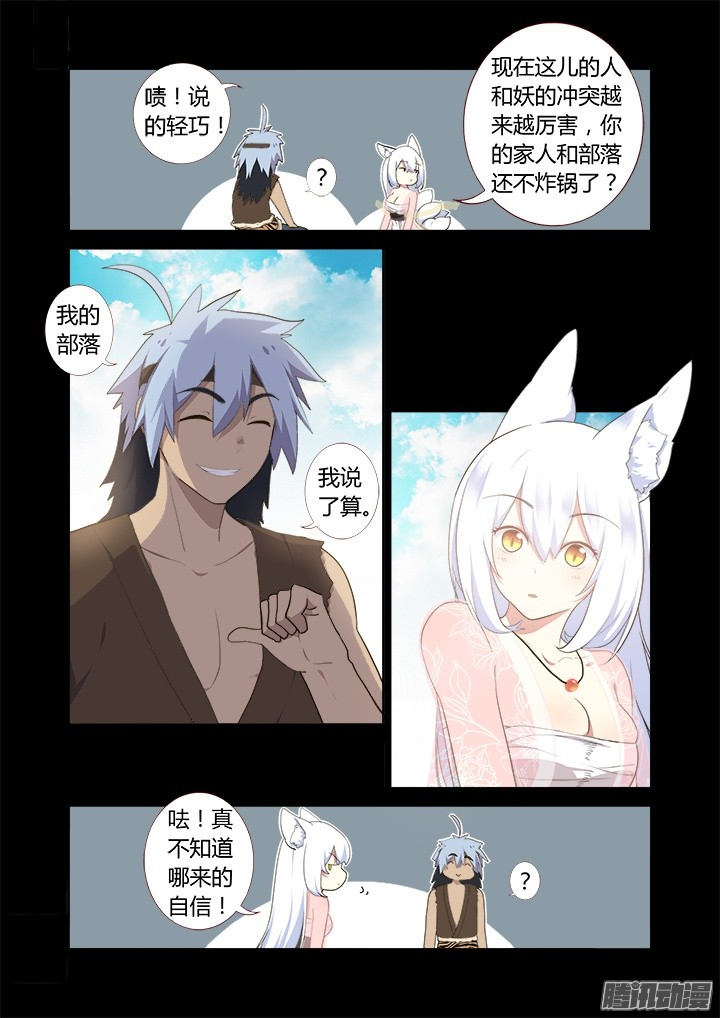 啧！说
的轻巧！
？
现在这儿的人
和妖的冲突越
来越厉害，你
的家人和部落
还不炸锅了？
我的
部落
我说
了算。
呿！真
不知道
哪来的
自信！
？
腾讯动漫